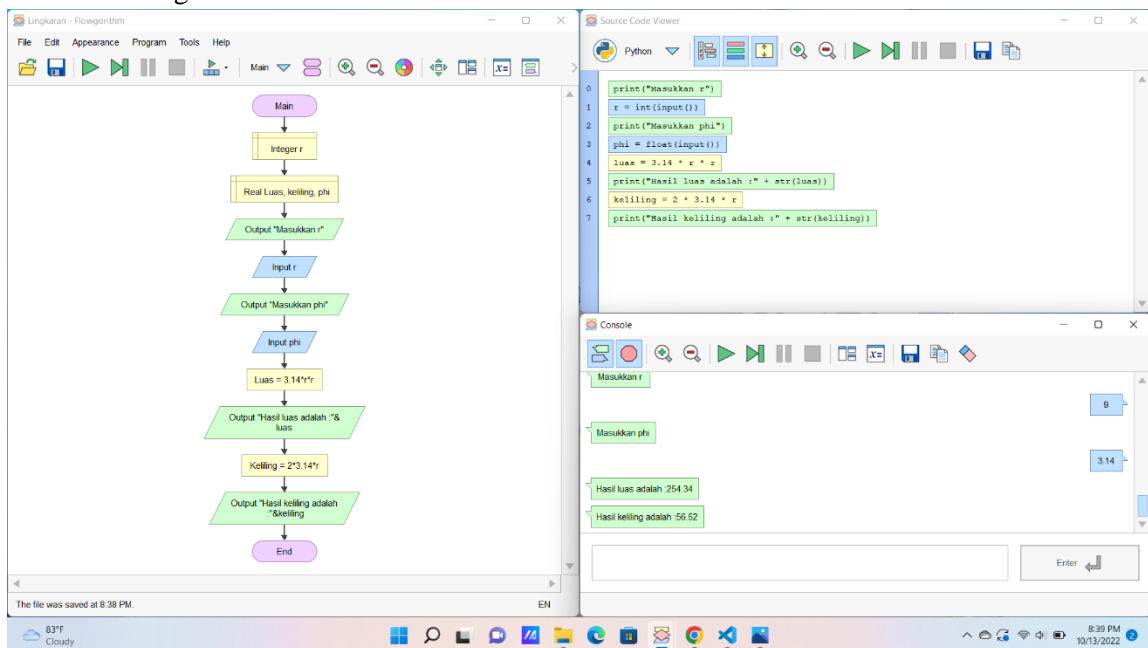 Lingkaran - Flowgorithm
File Edit Appearance Program Tools Help
Main
x=
Main
Integer r
Real Luas, keliling, phi
Output "Masukkan r"
Input r
Output "Masukkan phi"
Input phi
Luas = 3.14*r*r
Output "Hasil luas adalah :"&
luas
Keliling = 2*3.14*r
Output "Hasil keliling adalah
:"&keliling
End
The file was saved at 8:38 PM.
EN
Source Code Viewer
Python
0 print("Masukkan r")
1 r = int(input())
2 print("Masukkan phi")
3 phi = float(input())
4 luas = 3.14 * r * r
5 print("Hasil luas adalah :" + str(luas))
6 keliling = 2 * 3.14 * r
7 print("Hasil keliling adalah :" + str(keliling))
Console
x=
Masukkan r
9
Masukkan phi
3.14
Hasil luas adalah :254.34
Hasil keliling adalah :56.52
Enter
83°F
Cloudy
8:39 PM
10/13/2022
2